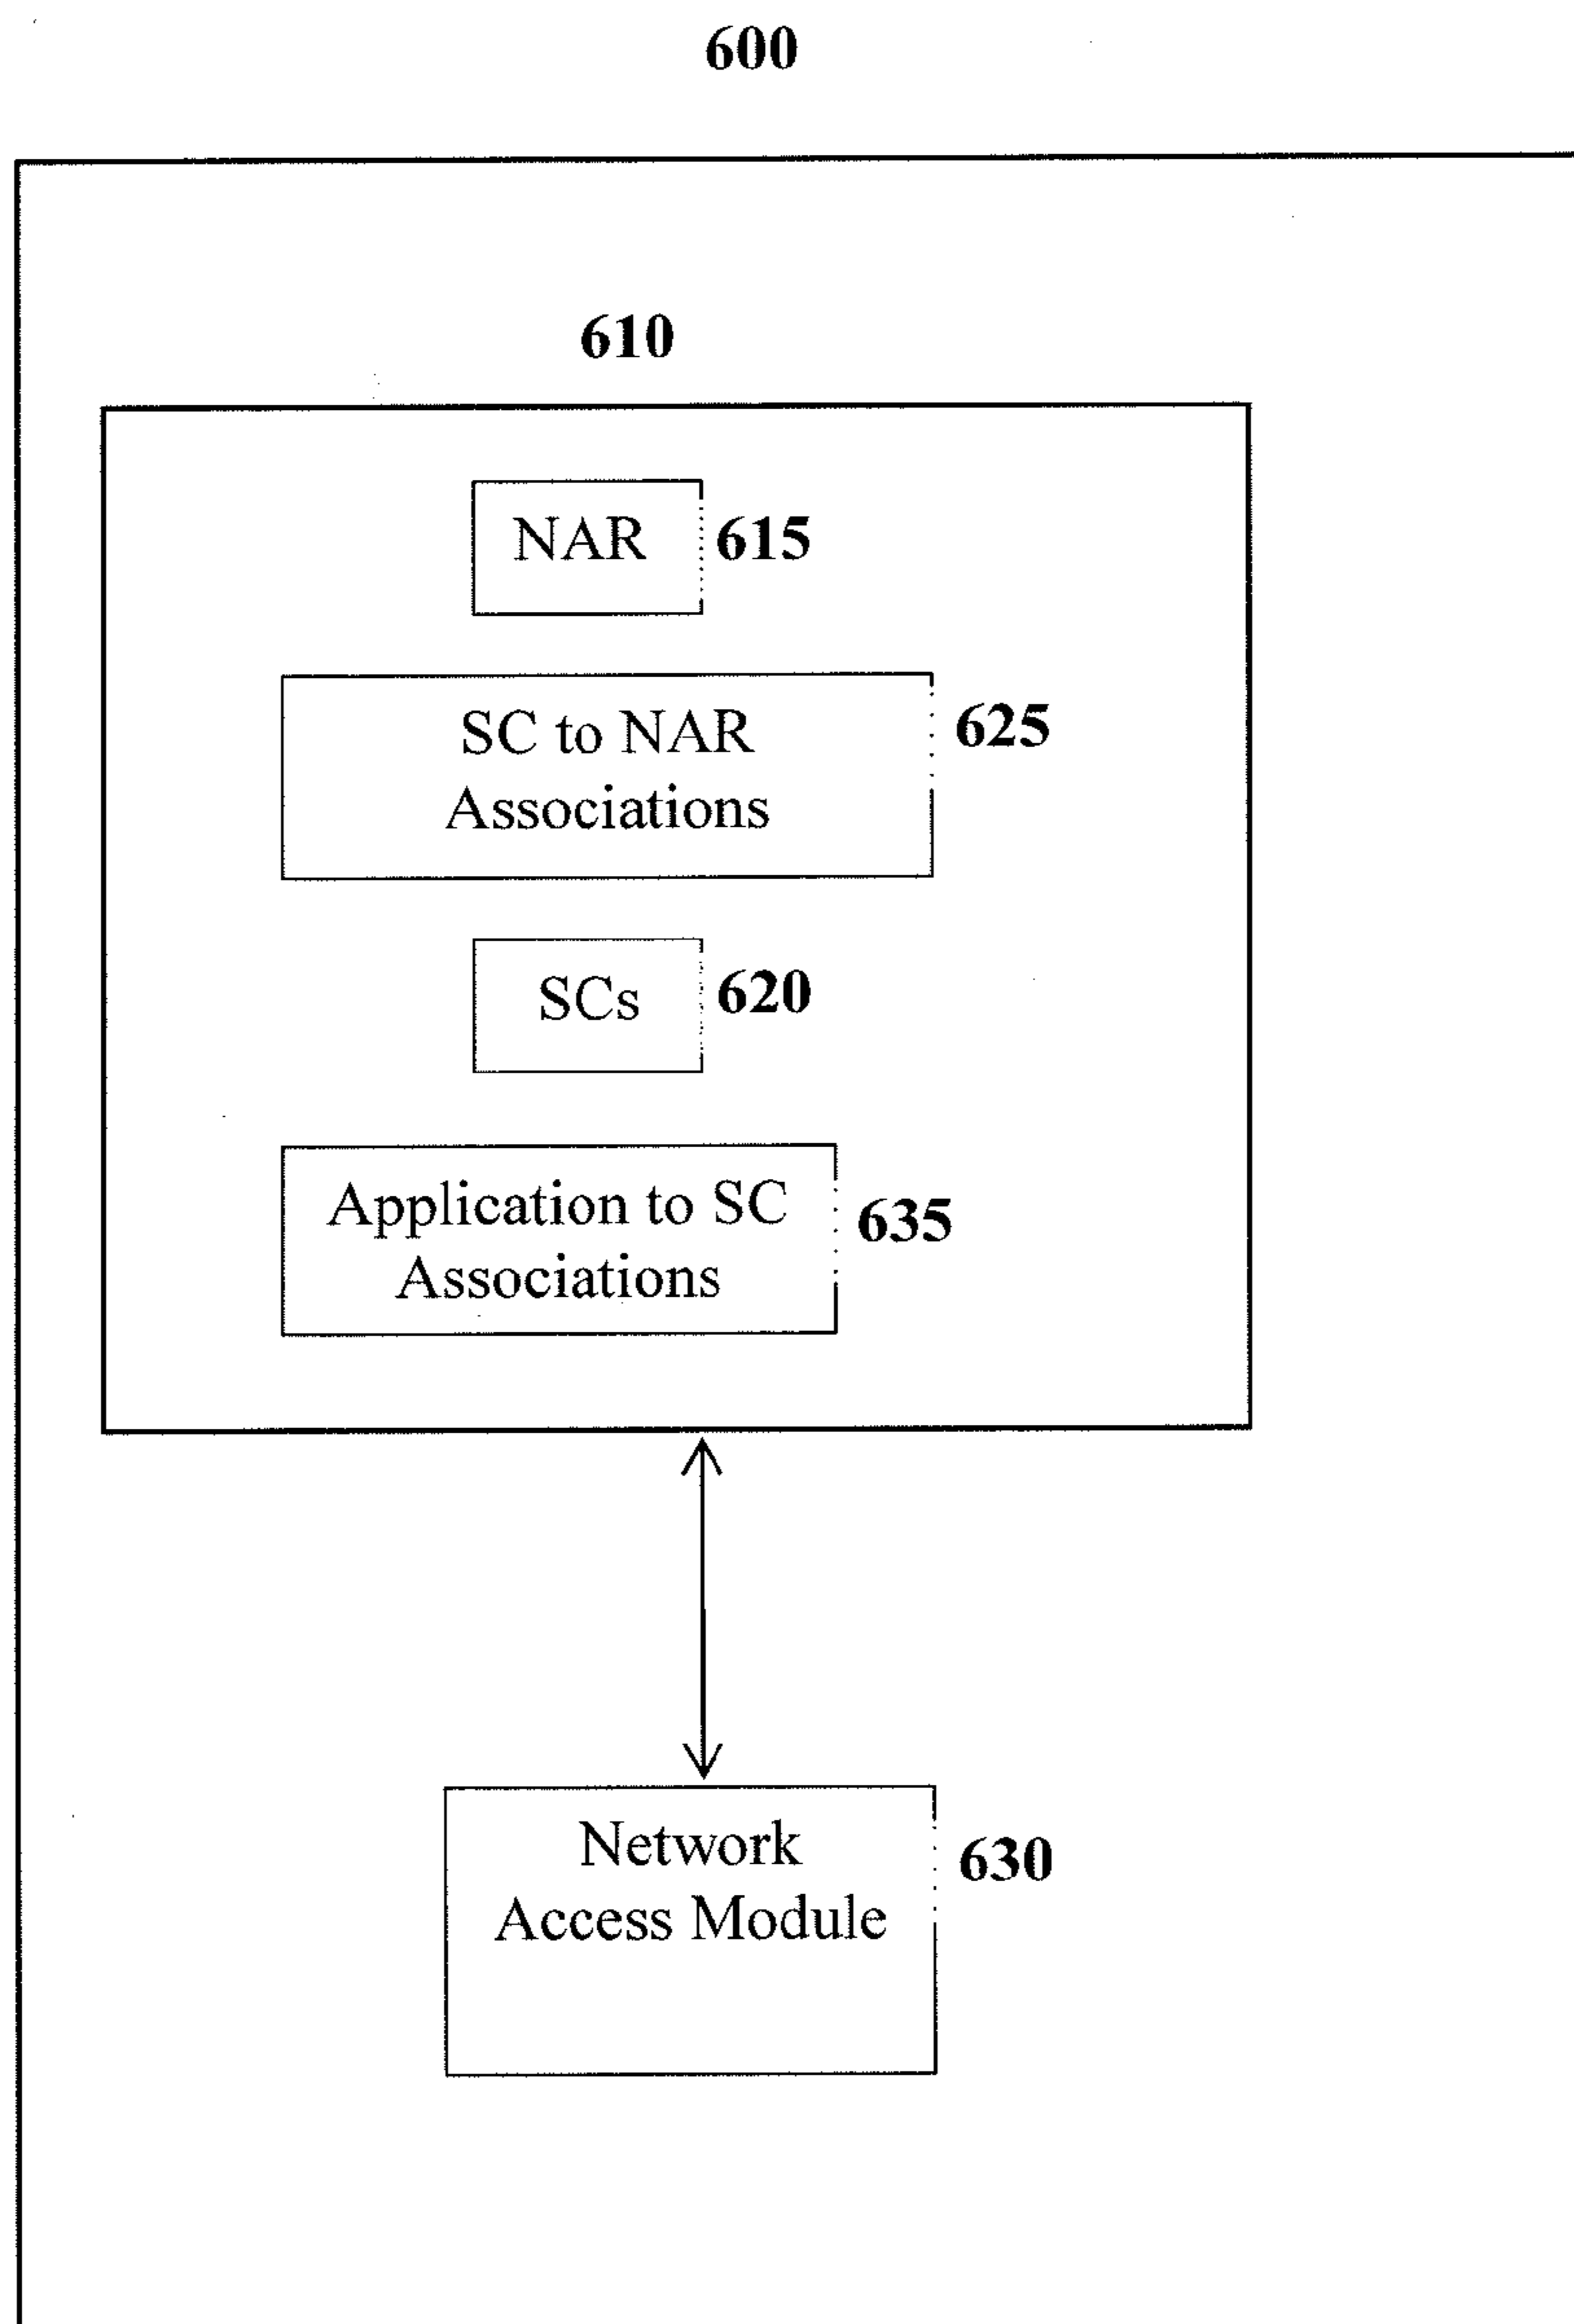 600
610
NAR
615
SC to NAR
Associations
625
SCs
620
Application to SC
Associations
635
Network
Access Module
630